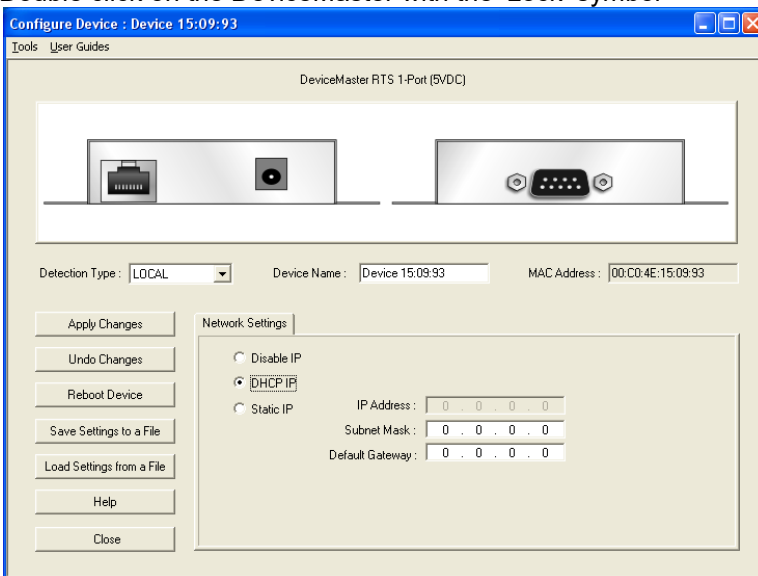 Double click on the DeviceMaster with the "Lock" symbol
Configure Device : Device 15:09:93
Tools User Guides
DeviceMaster RTS 1-Port (5VDC)
Detection Type : LOCAL Device Name : Device 15:09:93 MAC Address : 00:C0:4E:15:09:93
Apply Changes
Undo Changes
Reboot Device
Save Settings to a File
Load Settings from a File
Help
Close
Network Settings
Disable IP
DHCP IP
Static IP
IP Address : 0 . 0 . 0 . 0
Subnet Mask : 0 . 0 . 0 . 0
Default Gateway : 0 . 0 . 0 . 0